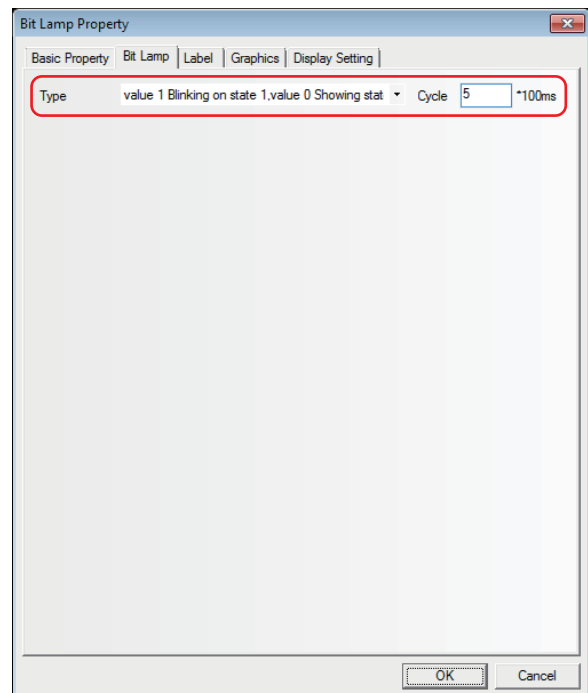 Bit Lamp Property
Basic Property Bit Lamp Label Graphics Display Setting
Type value 1 Blinking on state 1,value 0 Showing stat Cycle 5 *100ms
OK Cancel